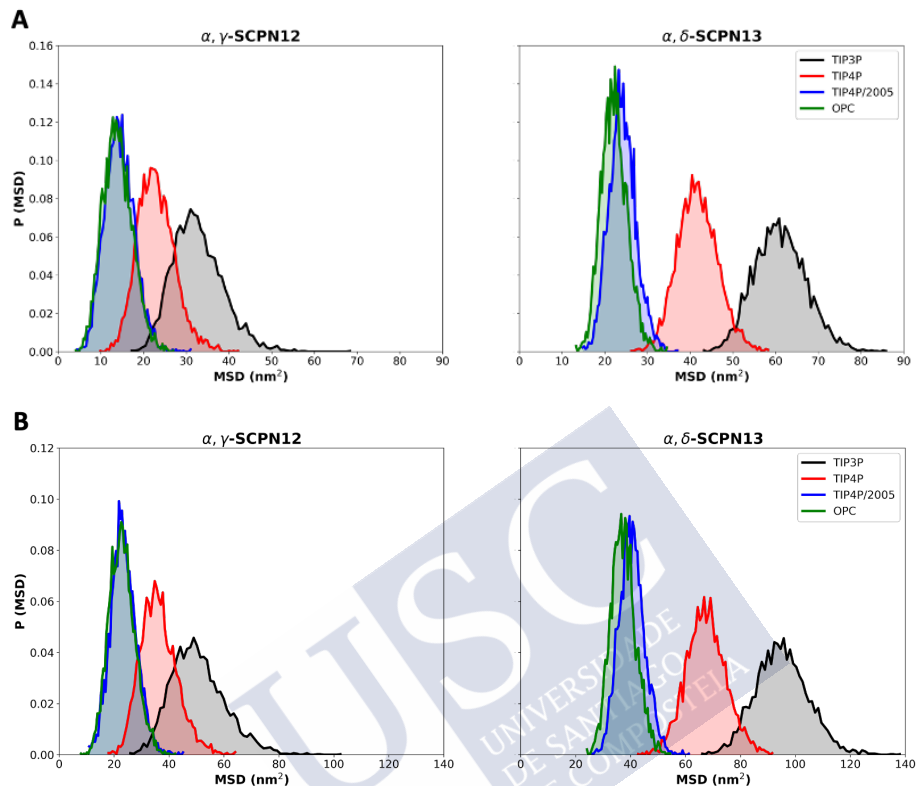 A
α, γ-SCPN12
α, δ-SCPN13
0.16
0.14
0.12
0.10
0.08
0.06
0.04
0.02
0.00
P (MSD)
0 10 20 30 40 50 60 70 80 90
MSD (nm²)
TIP3P
TIP4P
TIP4P/2005
OPC
0 10 20 30 40 50 60 70 80 90
MSD (nm²)
B
α, γ-SCPN12
α, δ-SCPN13
0.12
0.10
0.08
0.06
0.04
0.02
0.00
P (MSD)
0 20 40 60 80 100 120 140
MSD (nm²)
TIP3P
TIP4P
TIP4P/2005
OPC
0 20 40 60 80 100 120 140
MSD (nm²)
USC
UNIVERSIDADE
DE SANTIAGO
DE COMPOSTELA